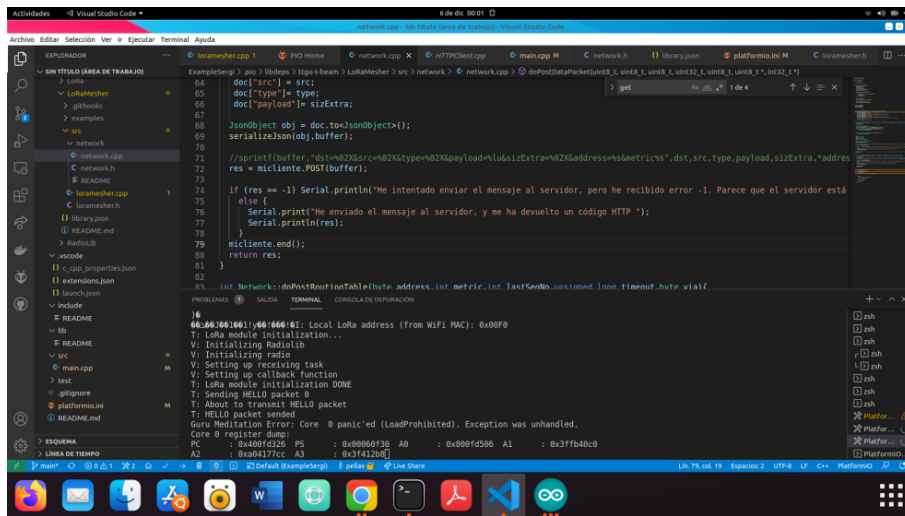 Actividades
Visual Studio Code
6 de dic 00:01
network.cpp - Sin título (área de trabajo) - Visual Studio Code
Archivo Editar Selección Ver Ir Ejecutar Terminal Ayuda
EXPLORADOR
SIN TÍTULO (ÁREA DE TRABAJO)
LoRa
LoRaMesher
.githooks
examples
src
network
network.cpp
network.h
README
loramesher.cpp 1
loramesher.h
library.json
README.md
RadioLib
.vscode
c_cpp_properties.json
extensions.json
launch.json
include
README
lib
README
src
main.cpp M
test
.gitignore
platformio.ini M
README.md
ESQUEMA
LÍNEA DE TIEMPO
loramesher.cpp 1 PIO Home network.cpp HTTPClient.cpp main.cpp M network.h library.json platformio.ini M loramesher.h
ExampleSergi > .pio > libdeps > ttgo-t-beam > LoRaMesher > src > network > network.cpp > doPostDataPacket(uint8_t, uint8_t, uint8_t, uint32_t, uint8_t, uint8_t *, int32_t *)
get 1 de 4
64 doc["src"] = src;
65 doc["type"]= type;
66 doc["payload"]= sizExtra;
67
68 JsonObject obj = doc.to<JsonObject>();
69 serializeJson(obj,buffer);
70
71 //sprintf(buffer,"dst=%02X&src=%02X&type=%02X&payload=%lu&sizExtra=%02X&address=%s&metric%s",dst,src,type,payload,sizExtra,*addres
72 res = micliente.POST(buffer);
73
74 if (res == -1) Serial.println("He intentado enviar el mensaje al servidor, pero he recibido error -1. Parece que el servidor está
75 else {
76 Serial.print("He enviado el mensaje al servidor, y me ha devuelto un código HTTP ");
77 Serial.println(res);
78 }
79 micliente.end();
80 return res;
81 }
82
83 int Network::doPostRoutingTable(byte address,int metric,int lastSeqNo,unsigned long timeout,byte via){
PROBLEMAS 1 SALIDA TERMINAL CONSOLA DE DEPURACIÓN
I: Local LoRa address (from WiFi MAC): 0x00F0
T: LoRa module initialization...
V: Initializing Radiolib
V: Initializing radio
V: Setting up receiving task
V: Setting up callback function
T: LoRa module initialization DONE
T: Sending HELLO packet 0
T: About to transmit HELLO packet
T: HELLO packet sended
Guru Meditation Error: Core 0 panic'ed (LoadProhibited). Exception was unhandled.
Core 0 register dump:
PC : 0x400fd326 PS : 0x00060f30 A0 : 0x800fd506 A1 : 0x3ffb40c0
A2 : 0xa04177cc A3 : 0x3f412b8
zsh
zsh
zsh
zsh
zsh
zsh
zsh
zsh
Platfor...
Platfor...
Platfor...
PlatformIO.
main* 0 1 2 Default (ExampleSergi) pellax Live Share Lín. 79, col. 19 Espacios: 2 UTF-8 LF C++ PlatformIO